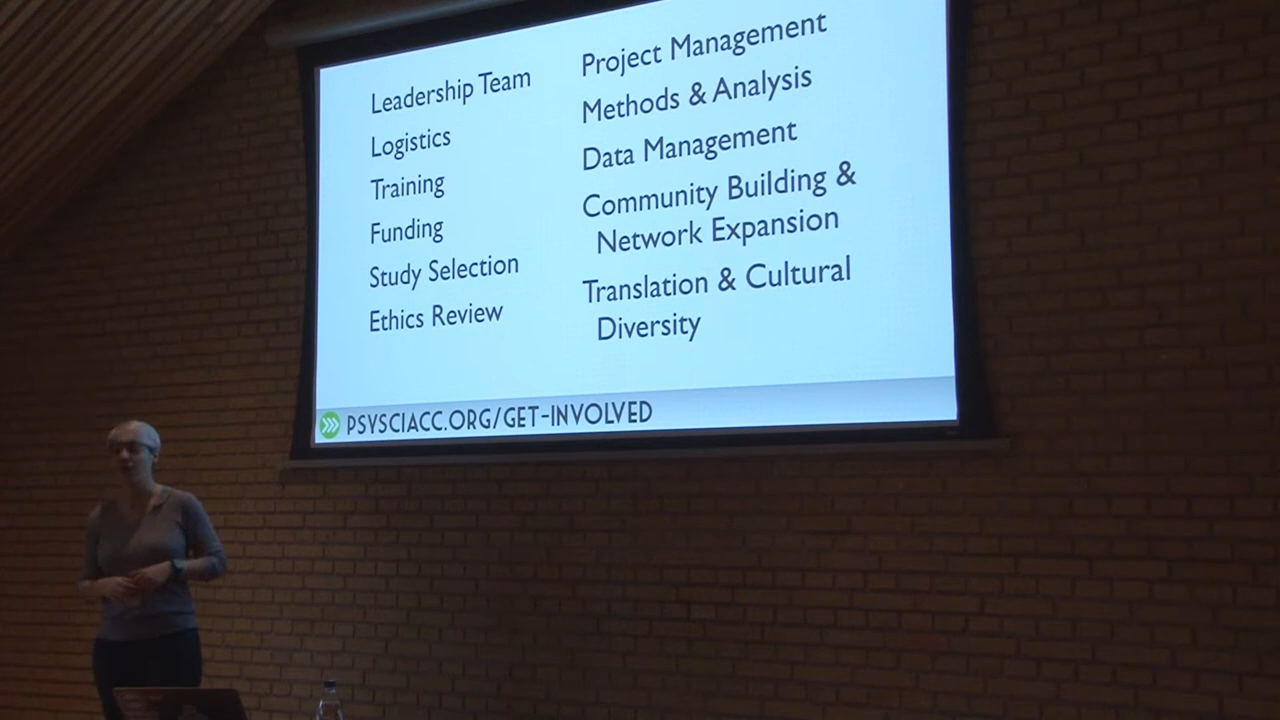 Leadership Team
Logistics
Training
Funding
Study Selection
Ethics Review
Project Management
Methods & Analysis
Data Management
Community Building &
Network Expansion
Translation & Cultural
Diversity
PSYSCIACC.ORG/GET-INVOLVED